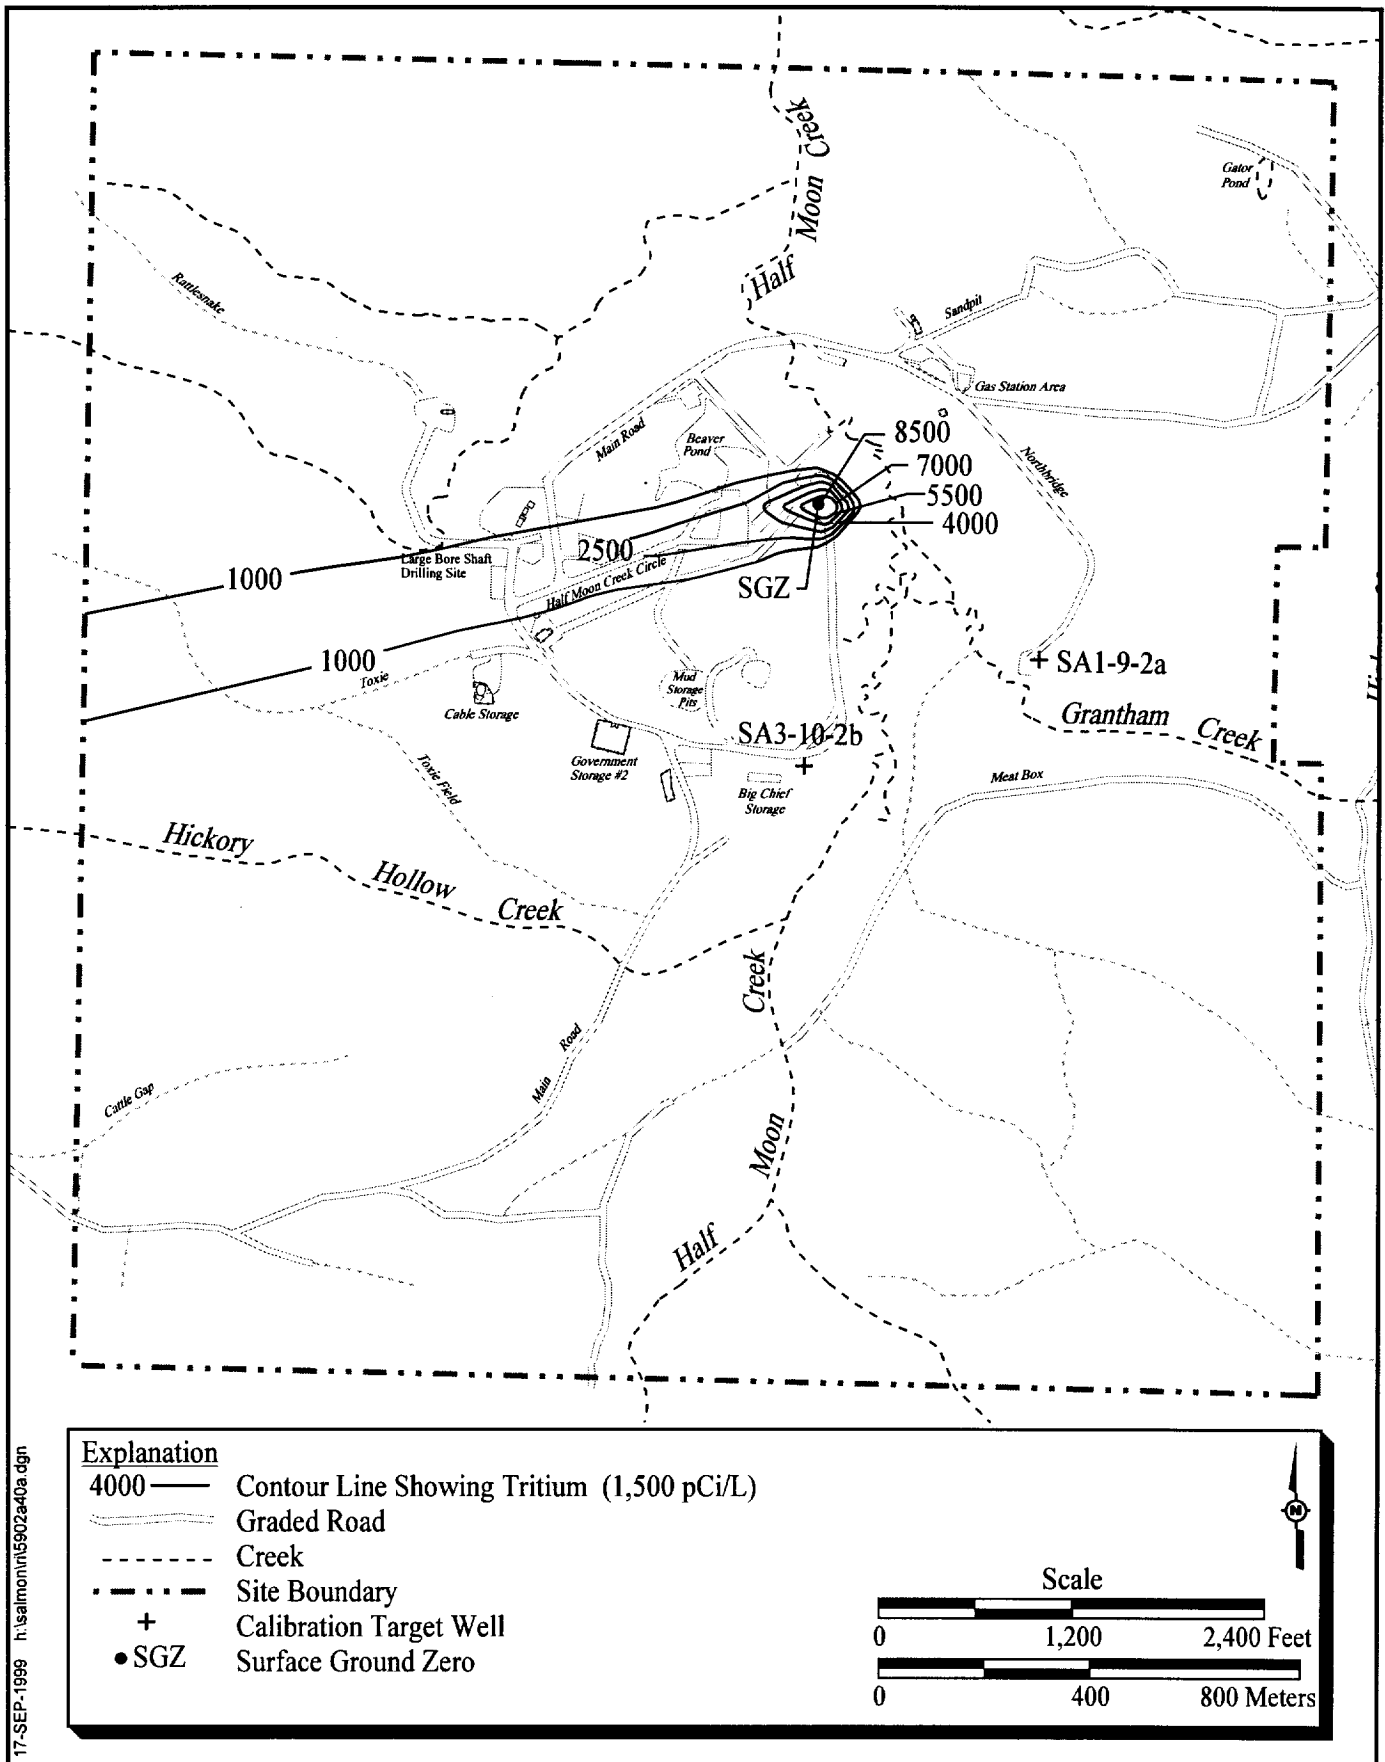 Half Moon Creek
Gator
Pond
Rattlesnake
Sandpit
Gas Station Area
Main Road
Beaver
Pond
8500
7000
5500
4000
Northbridge
2500
1000
Large Bore Shaft
Drilling Site
Half Moon Creek Circle
SGZ
1000
Toxie
SA1-9-2a
Cable Storage
Mud
Storage
Pits
Grantham Creek
SA3-10-2b
Government
Storage #2
Toxie Field
Big Chief
Storage
Meat Box
Hickory Hollow Creek
Main Road
Cattle Gap
Half Moon Creek
Explanation
4000 Contour Line Showing Tritium (1,500 pCi/L)
Graded Road
Creek
Site Boundary
+ Calibration Target Well
SGZ Surface Ground Zero
N
Scale
0 1,200 2,400 Feet
0 400 800 Meters
17-SEP-1999 h:\salmon\ri\5902a40a.dgn